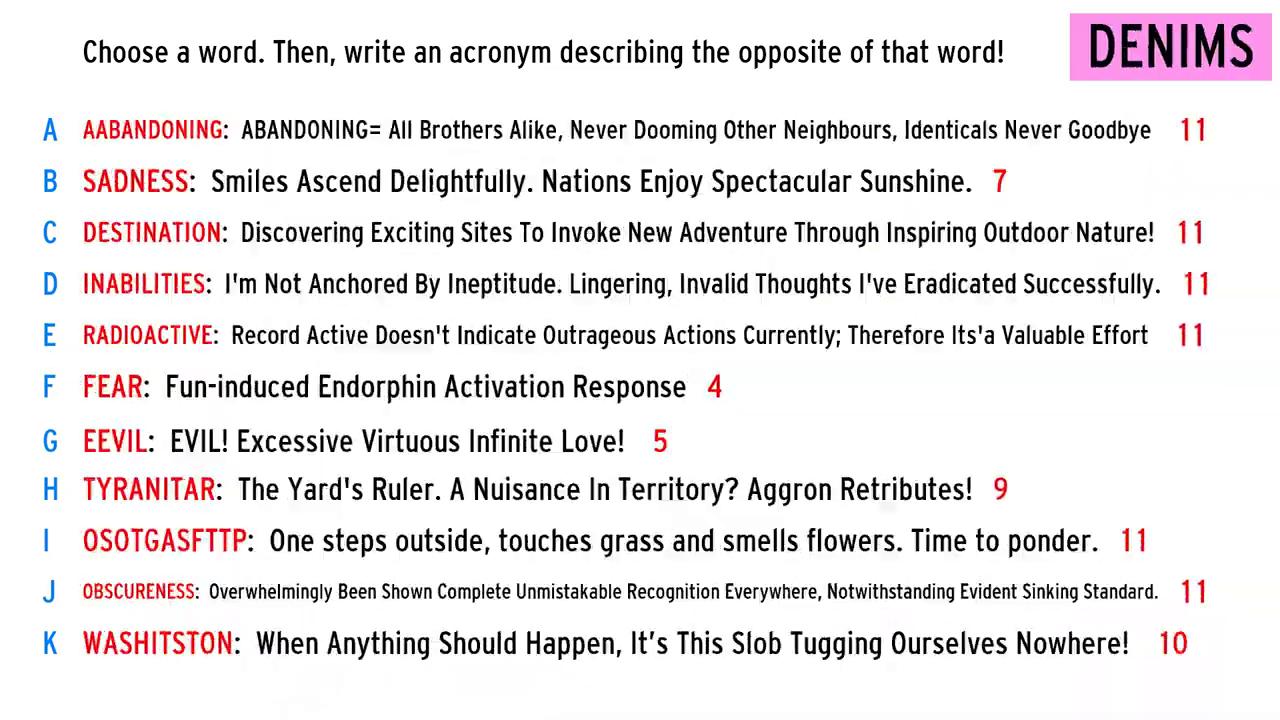 Choose a word. Then, write an acronym describing the opposite of that word!
DENIMS
A AABANDONING: ABANDONING= All Brothers Alike, Never Dooming Other Neighbours, Identicals Never Goodbye 11
B SADNESS: Smiles Ascend Delightfully. Nations Enjoy Spectacular Sunshine. 7
C DESTINATION: Discovering Exciting Sites To Invoke New Adventure Through Inspiring Outdoor Nature! 11
D INABILITIES: I'm Not Anchored By Ineptitude. Lingering, Invalid Thoughts I've Eradicated Successfully. 11
E RADIOACTIVE: Record Active Doesn't Indicate Outrageous Actions Currently; Therefore Its'a Valuable Effort 11
F FEAR: Fun-induced Endorphin Activation Response 4
G EEVIL: EVIL! Excessive Virtuous Infinite Love! 5
H TYRANITAR: The Yard's Ruler. A Nuisance In Territory? Aggron Retributes! 9
I OSOTGASFTTP: One steps outside, touches grass and smells flowers. Time to ponder. 11
J OBSCURENESS: Overwhelmingly Been Shown Complete Unmistakable Recognition Everywhere, Notwithstanding Evident Sinking Standard. 11
K WASHITSTON: When Anything Should Happen, It’s This Slob Tugging Ourselves Nowhere! 10